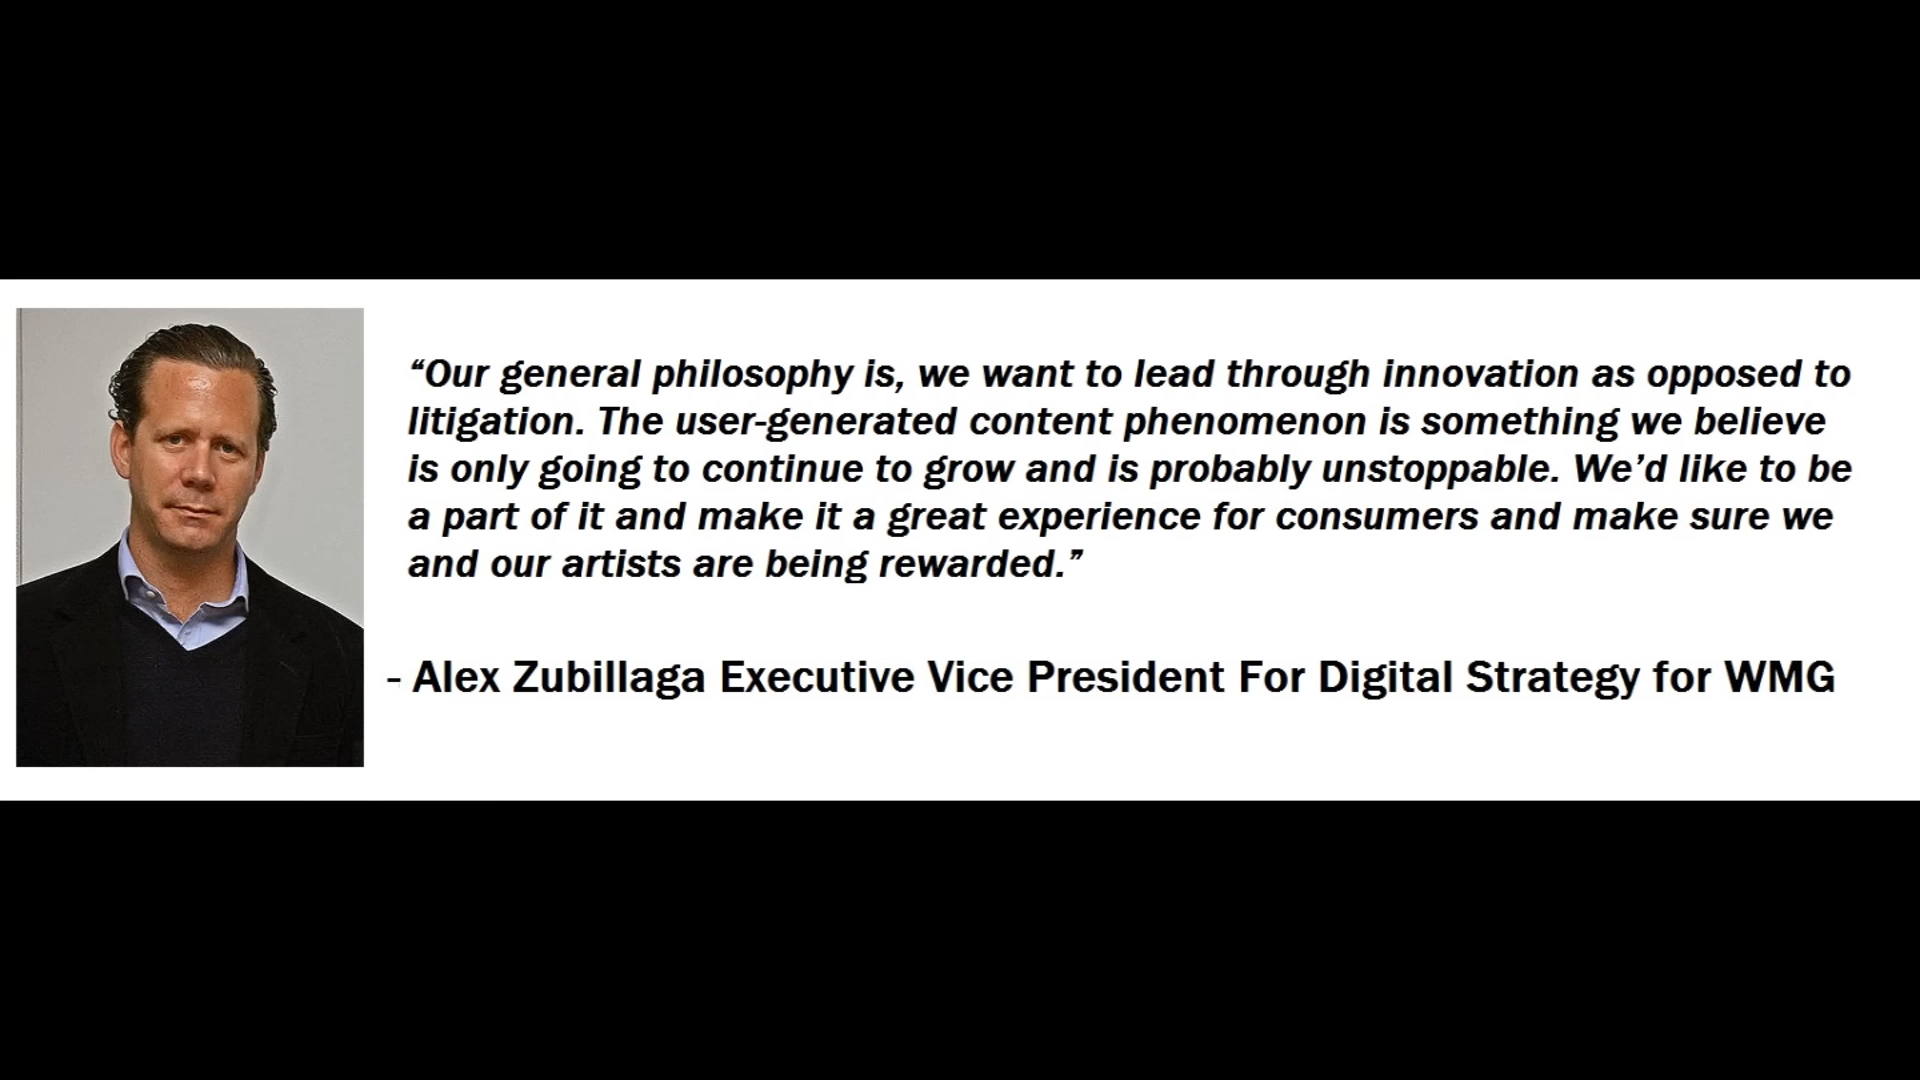 “Our general philosophy is, we want to lead through innovation as opposed to
litigation. The user-generated content phenomenon is something we believe
is only going to continue to grow and is probably unstoppable. We’d like to be
a part of it and make it a great experience for consumers and make sure we
and our artists are being rewarded.”
- Alex Zubillaga Executive Vice President For Digital Strategy for WMG